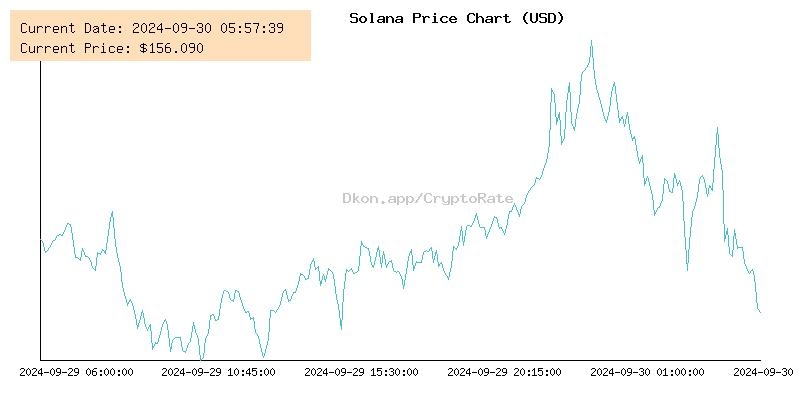 Solana Price Chart (USD)
Current Date: 2024-09-30 05:57:39
Current Price: $156.090
Dkon.app/CryptoRate
2024-09-29 06:00:00 2024-09-29 10:45:00 2024-09-29 15:30:00 2024-09-29 20:15:00 2024-09-30 01:00:00 2024-09-30